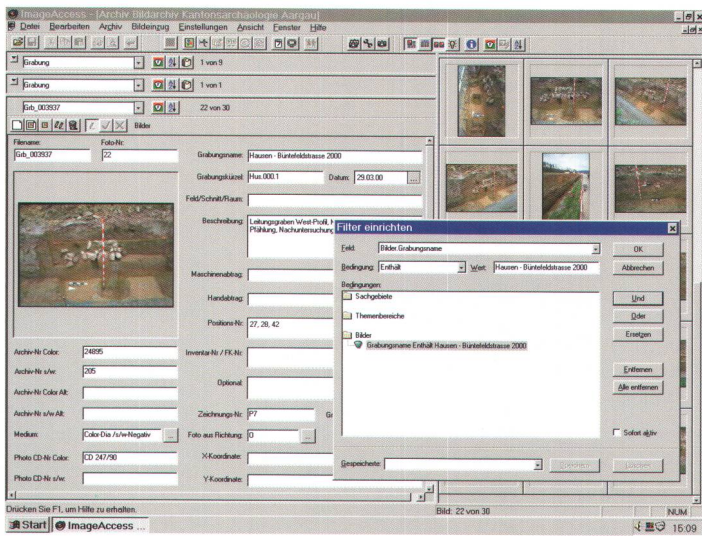 ImageAccess - [Archiv Bildarchiv Kantonsarchäologie Aargau]
Datei Bearbeiten Archiv Bildeinzug Einstellungen Ansicht Fenster Hilfe
Grabung 1 von 9
Grabung 1 von 1
Grb_003937 22 von 30
Bilder
Filename: Foto-Nr:
Grb_003937 22
Grabungsname: Hausen - Büntefeldstrasse 2000
Grabungskürzel: Hus.000.1 Datum: 29.03.00 ...
Feld/Schnitt/Raum:
Beschreibung: Leitungsgraben West-Profil,
Pfählung, Nachuntersuchung
Maschinenabtrag:
Handabtrag:
Positions-Nr: 27, 28, 42
Archiv-Nr Color: 24895 Inventar-Nr / FK-Nr:
Archiv-Nr s/w: 205
Archiv-Nr Color Alt: Optional:
Archiv-Nr s/w Alt: Zeichnungs-Nr: P7
Medium: Color-Dia /s/w-Negativ ... Foto aus Richtung: O ...
Photo CD-Nr Color: CD 247/90 X-Koordinate:
Photo CD-Nr s/w: Y-Koordinate:
Filter einrichten
Feld: Bilder.Grabungsname OK
Bedingung: Enthält Wert: Hausen - Büntefeldstrasse 2000 Abbrechen
Bedingungen:
Sachgebiete Und
Themenbereiche Oder
Bilder Ersetzen
Grabungsname Enthält Hausen - Büntefeldstrasse 2000
Entfernen
Alle entfernen
Sofort aktiv
Gespeicherte: Speichern Löschen
Drücken Sie F1, um Hilfe zu erhalten. Bild: 22 von 30 NUM
Start ImageAccess ... 15:09